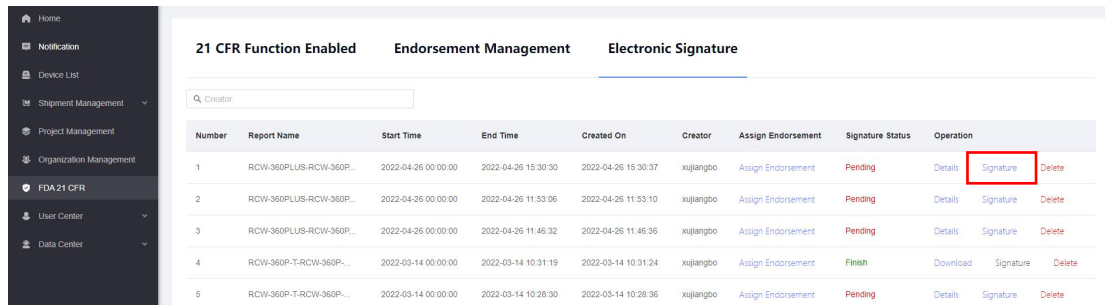 Home
Notification
Device List
Shipment Management
Project Management
Organization Management
FDA 21 CFR
User Center
Data Center
21 CFR Function Enabled Endorsement Management Electronic Signature
Creator
Number Report Name Start Time End Time Created On Creator Assign Endorsement Signature Status Operation
1 RCW-360PLUS-RCW-360P... 2022-04-26 00:00:00 2022-04-26 15:30:30 2022-04-26 15:30:37 xujiangbo Assign Endorsement Pending Details Signature Delete
2 RCW-360PLUS-RCW-360P... 2022-04-26 00:00:00 2022-04-26 11:53:06 2022-04-26 11:53:10 xujiangbo Assign Endorsement Pending Details Signature Delete
3 RCW-360PLUS-RCW-360P... 2022-04-26 00:00:00 2022-04-26 11:46:32 2022-04-26 11:46:36 xujiangbo Assign Endorsement Pending Details Signature Delete
4 RCW-360P-T-RCW-360P-... 2022-03-14 00:00:00 2022-03-14 10:31:19 2022-03-14 10:31:24 xujiangbo Assign Endorsement Finish Download Signature Delete
5 RCW-360P-T-RCW-360P-... 2022-03-14 00:00:00 2022-03-14 10:28:30 2022-03-14 10:28:36 xujiangbo Assign Endorsement Pending Details Signature Delete